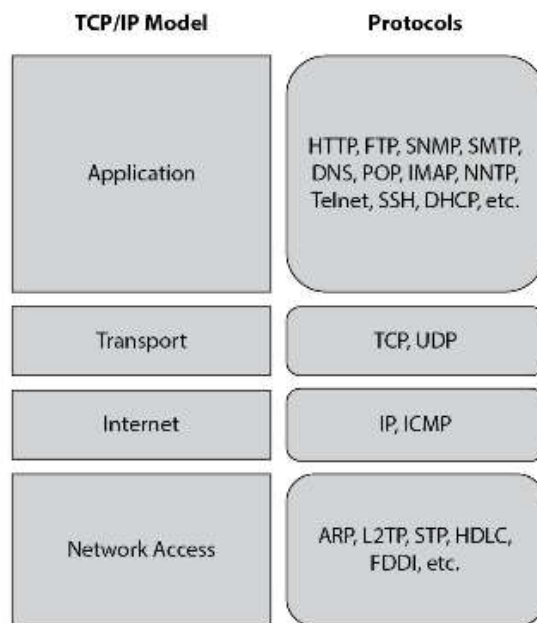 TCP/IP Model
Protocols
Application
HTTP, FTP, SNMP, SMTP,
DNS, POP, IMAP, NNTP,
Telnet, SSH, DHCP, etc.
Transport
TCP, UDP
Internet
IP, ICMP
Network Access
ARP, L2TP, STP, HDLC,
FDDI, etc.